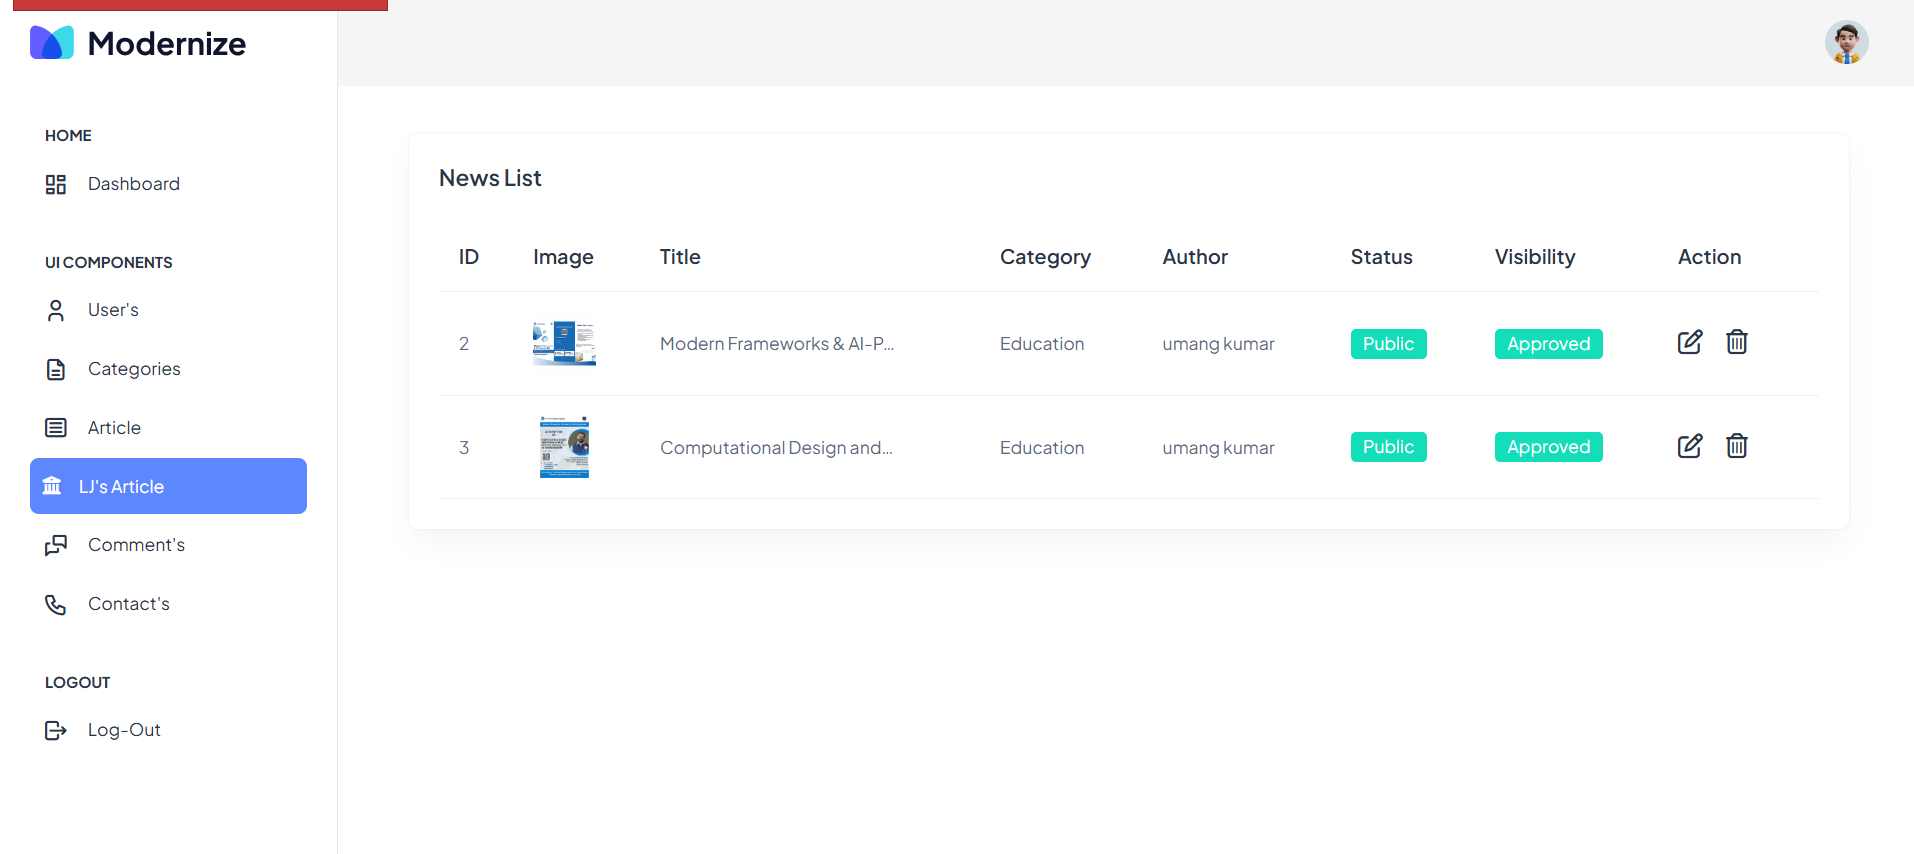 Modernize
HOME
Dashboard
UI COMPONENTS
User's
Categories
Article
LJ's Article
Comment's
Contact's
LOGOUT
Log-Out
News List
ID Image Title Category Author Status Visibility Action
2 Modern Frameworks & AI-P... Education umang kumar Public Approved
3 Computational Design and... Education umang kumar Public Approved